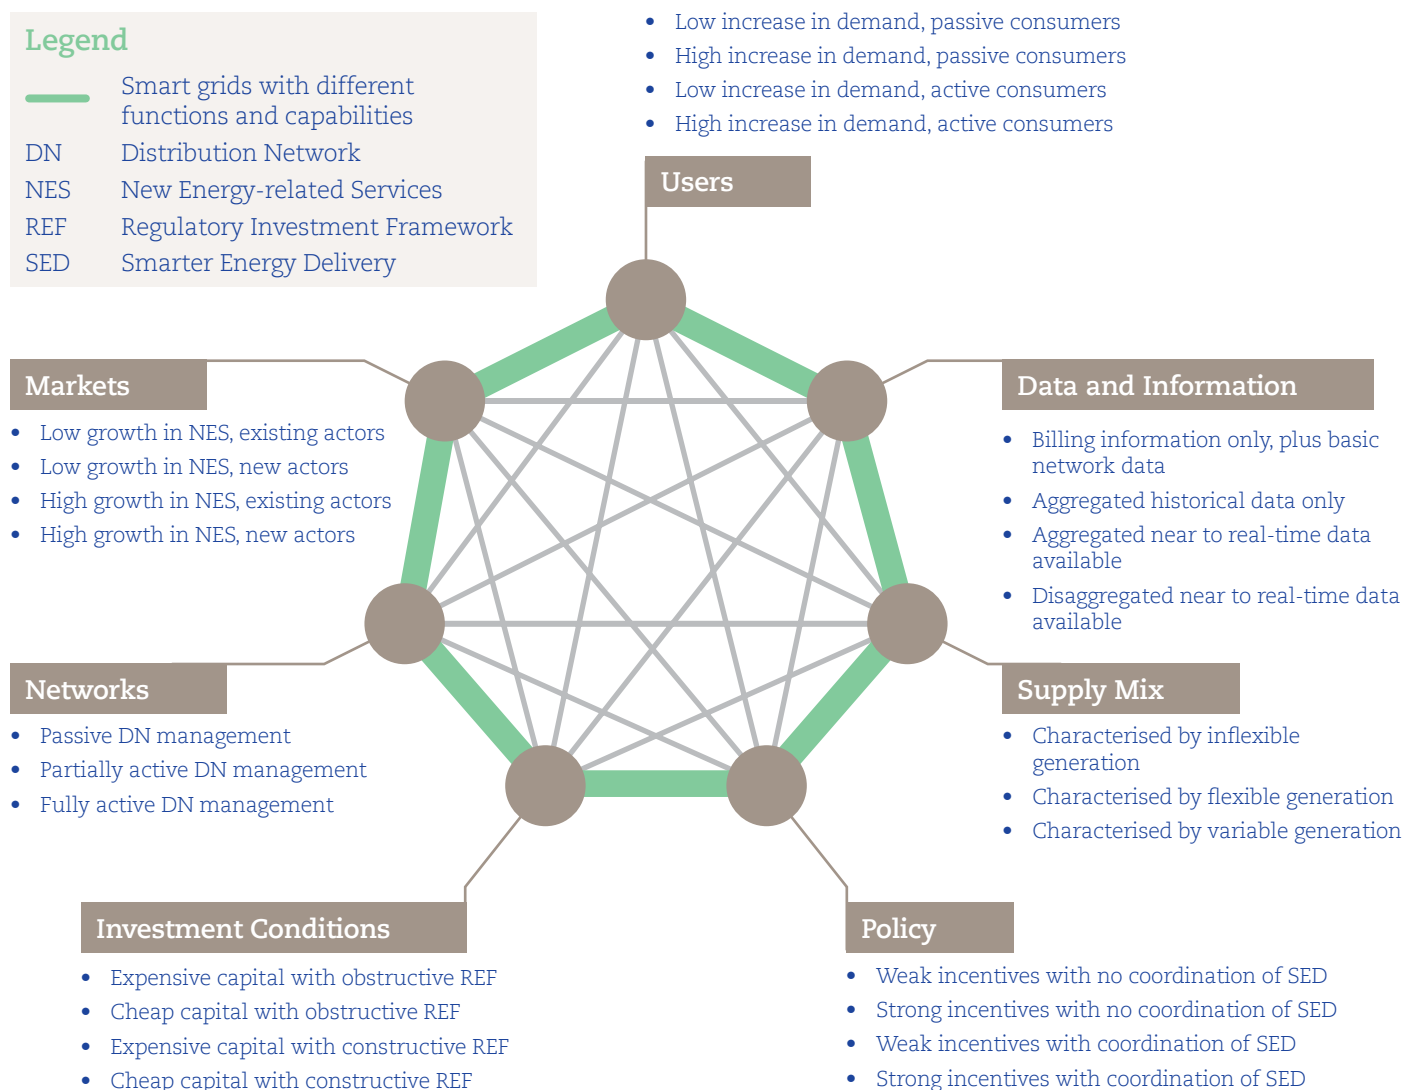 Legend
Smart grids with different
functions and capabilities
DN Distribution Network
NES New Energy-related Services
REF Regulatory Investment Framework
SED Smarter Energy Delivery
• Low increase in demand, passive consumers
• High increase in demand, passive consumers
• Low increase in demand, active consumers
• High increase in demand, active consumers
Users
Markets
• Low growth in NES, existing actors
• Low growth in NES, new actors
• High growth in NES, existing actors
• High growth in NES, new actors
Data and Information
• Billing information only, plus basic
network data
• Aggregated historical data only
• Aggregated near to real-time data
available
• Disaggregated near to real-time data
available
Networks
• Passive DN management
• Partially active DN management
• Fully active DN management
Supply Mix
• Characterised by inflexible
generation
• Characterised by flexible generation
• Characterised by variable generation
Investment Conditions
• Expensive capital with obstructive REF
• Cheap capital with obstructive REF
• Expensive capital with constructive REF
• Cheap capital with constructive REF
Policy
• Weak incentives with no coordination of SED
• Strong incentives with no coordination of SED
• Weak incentives with coordination of SED
• Strong incentives with coordination of SED